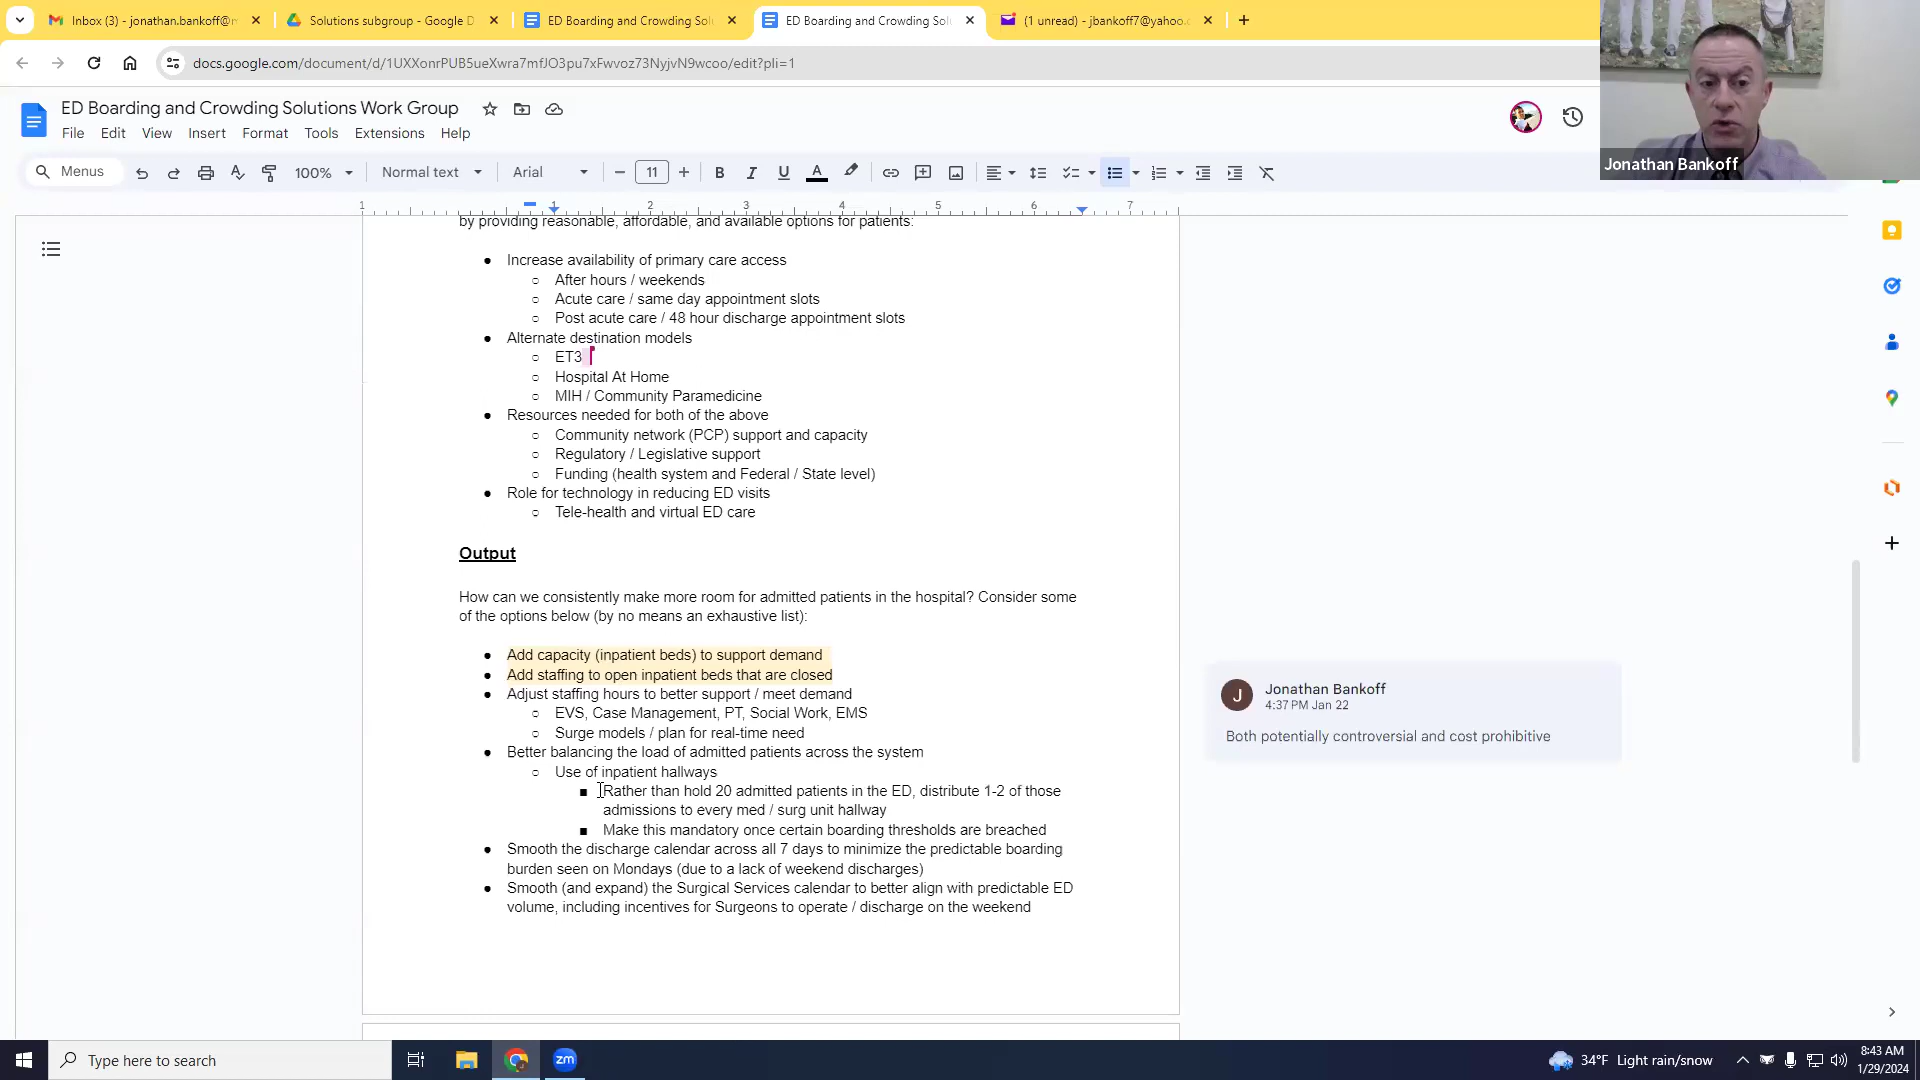 Inbox (3) - jonathan.bankoff@m
Solutions subgroup - Google D
ED Boarding and Crowding Sol
ED Boarding and Crowding Sol
(1 unread) - jbankoff7@yahoo.
docs.google.com/document/d/1UXXonrPUB5ueXwra7mfJO3pu7xFwvoz73NyjvN9wcoo/edit?pli=1
ED Boarding and Crowding Solutions Work Group
File Edit View Insert Format Tools Extensions Help
Jonathan Bankoff
Menus 100% Normal text Arial 11 B I U A
1 1 2 3 4 5 6 7
by providing reasonable, affordable, and available options for patients:
● Increase availability of primary care access
○ After hours / weekends
○ Acute care / same day appointment slots
○ Post acute care / 48 hour discharge appointment slots
● Alternate destination models
○ ET3
○ Hospital At Home
○ MIH / Community Paramedicine
● Resources needed for both of the above
○ Community network (PCP) support and capacity
○ Regulatory / Legislative support
○ Funding (health system and Federal / State level)
● Role for technology in reducing ED visits
○ Tele-health and virtual ED care
Output
How can we consistently make more room for admitted patients in the hospital? Consider some
of the options below (by no means an exhaustive list):
● Add capacity (inpatient beds) to support demand
● Add staffing to open inpatient beds that are closed
● Adjust staffing hours to better support / meet demand
○ EVS, Case Management, PT, Social Work, EMS
○ Surge models / plan for real-time need
● Better balancing the load of admitted patients across the system
○ Use of inpatient hallways
■ Rather than hold 20 admitted patients in the ED, distribute 1-2 of those
admissions to every med / surg unit hallway
■ Make this mandatory once certain boarding thresholds are breached
● Smooth the discharge calendar across all 7 days to minimize the predictable boarding
burden seen on Mondays (due to a lack of weekend discharges)
● Smooth (and expand) the Surgical Services calendar to better align with predictable ED
volume, including incentives for Surgeons to operate / discharge on the weekend
J
Jonathan Bankoff
4:37 PM Jan 22
Both potentially controversial and cost prohibitive
Type here to search
zm
34°F Light rain/snow
8:43 AM
1/29/2024